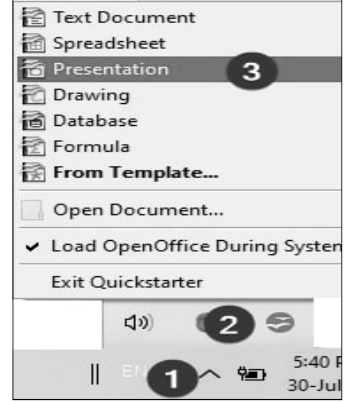 Text Document
Spreadsheet
Presentation 3
Drawing
Database
Formula
From Template...
Open Document...
✓ Load OpenOffice During System
Exit Quickstarter
2
EN 1
5:40 P
30-Jul